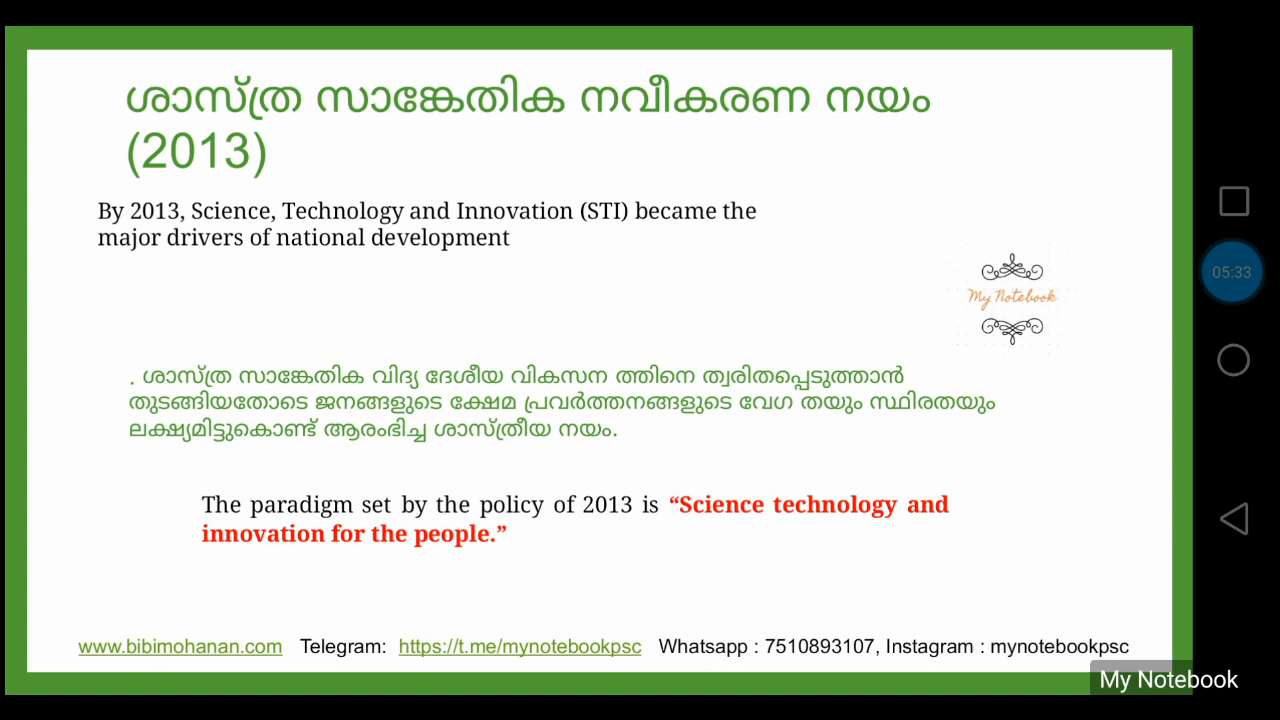 ശാസ്ത്ര സാങ്കേതിക നവീകരണ നയം
(2013)
By 2013, Science, Technology and Innovation (STI) became the
major drivers of national development
05:33
My Notebook
. ശാസ്ത്ര സാങ്കേതിക വിദ്യ ദേശീയ വികസന ത്തിനെ ത്വരിതപ്പെടുത്താൻ
തുടങ്ങിയതോടെ ജനങ്ങളുടെ ക്ഷേമ പ്രവർത്തനങ്ങളുടെ വേഗ തയും സ്ഥിരതയും
ലക്ഷ്യമിട്ടുകൊണ്ട് ആരംഭിച്ച ശാസ്ത്രീയ നയം.
The paradigm set by the policy of 2013 is “Science technology and
innovation for the people.”
www.bibimohanan.com Telegram: https://t.me/mynotebookpsc Whatsapp : 7510893107, Instagram : mynotebookpsc
My Notebook